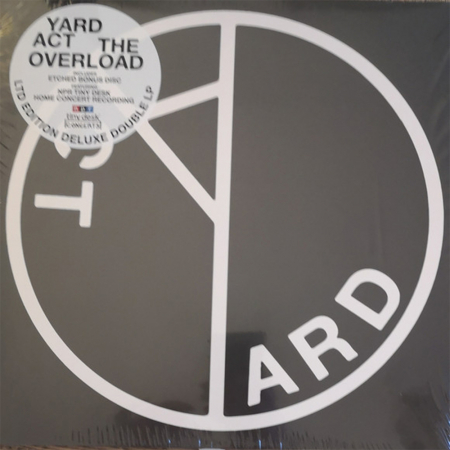 YARD
ACT THE
OVERLOAD
INCLUDES
ETCHED BONUS DISC
FEATURING
NPR TINY DESK
HOME CONCERT RECORDING
npr
tiny desk
CONCERTS
LTD EDITION DELUXE DOUBLE LP
CT
ARD